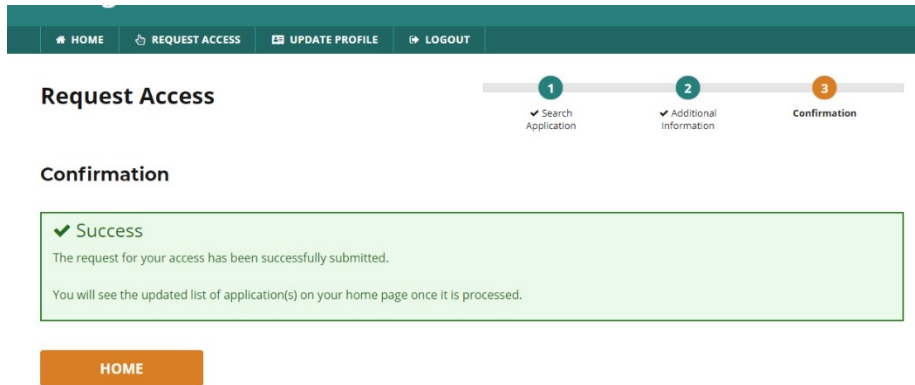 HOME REQUEST ACCESS UPDATE PROFILE LOGOUT
Request Access
1 2 3
Search Application
Additional Information
Confirmation
Confirmation
Success
The request for your access has been successfully submitted.
You will see the updated list of application(s) on your home page once it is processed.
HOME